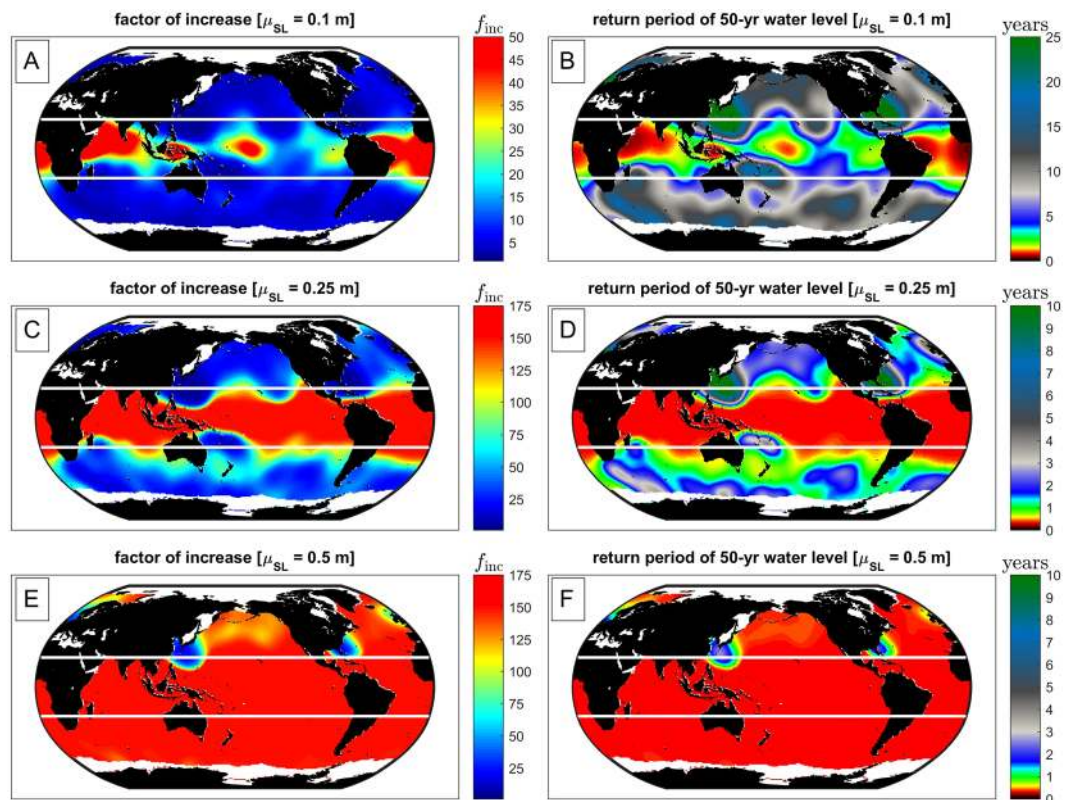 factor of increase [μSL = 0.1 m]
A
finc
50
45
40
35
30
25
20
15
10
5
return period of 50-yr water level [μSL = 0.1 m]
B
years
25
20
15
10
5
0
factor of increase [μSL = 0.25 m]
C
finc
175
150
125
100
75
50
25
return period of 50-yr water level [μSL = 0.25 m]
D
years
10
9
8
7
6
5
4
3
2
1
0
factor of increase [μSL = 0.5 m]
E
finc
175
150
125
100
75
50
25
return period of 50-yr water level [μSL = 0.5 m]
F
years
10
9
8
7
6
5
4
3
2
1
0